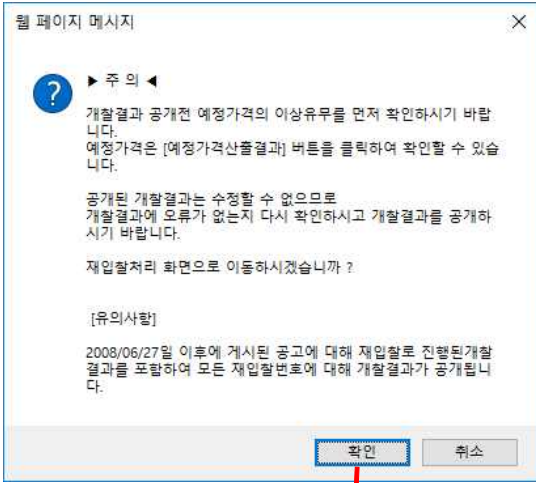 웹 페이지 메시지
▶ 주 의 ◀
개찰결과 공개전 예정가격의 이상유무를 먼저 확인하시기 바랍
니다.
예정가격은 [예정가격산출결과] 버튼을 클릭하여 확인할 수 있습
니다.
공개된 개찰결과는 수정할 수 없으므로
개찰결과에 오류가 없는지 다시 확인하시고 개찰결과를 공개하
시기 바랍니다.
재입찰처리 화면으로 이동하시겠습니까 ?
[유의사항]
2008/06/27일 이후에 게시된 공고에 대해 재입찰로 진행된개찰
결과를 포함하여 모든 재입찰번호에 대해 개찰결과가 공개됩니
다.
확인
취소